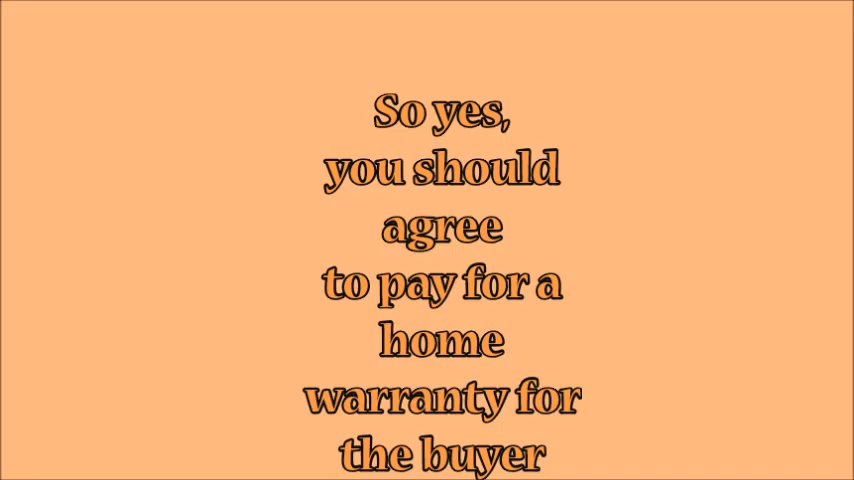 So yes,
you should
agree
to pay for a
home
warranty for
the buyer